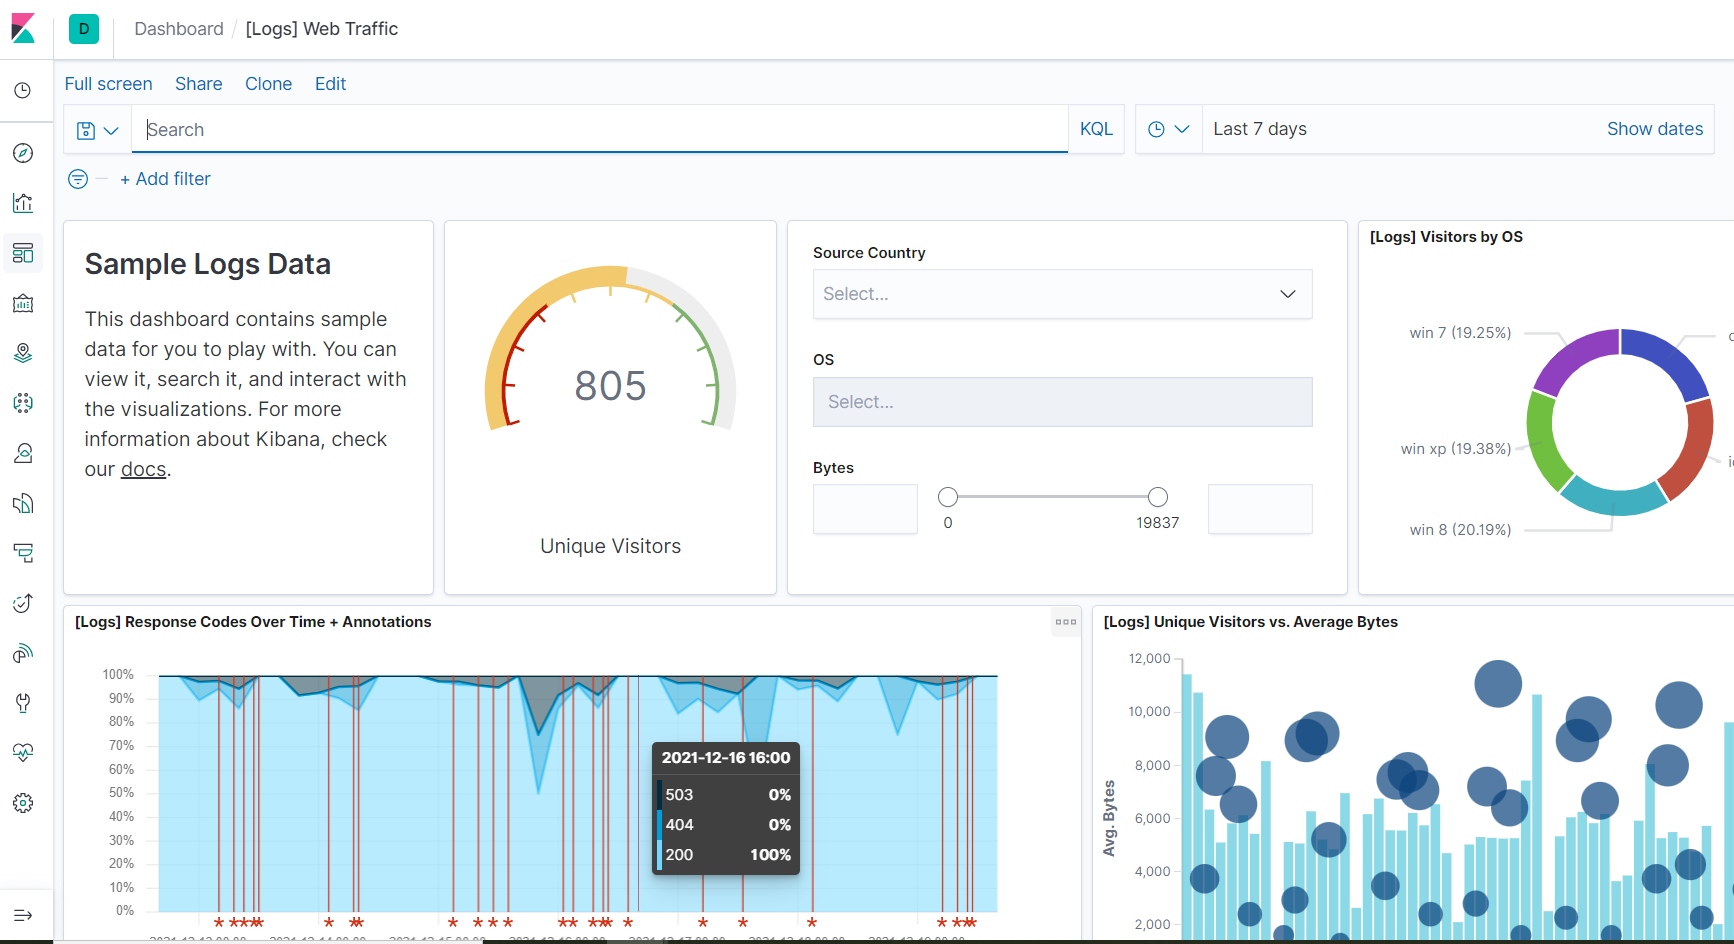 D
Dashboard / [Logs] Web Traffic
Full screen Share Clone Edit
Search
KQL
Last 7 days
Show dates
+ Add filter
Sample Logs Data
This dashboard contains sample
data for you to play with. You can
view it, search it, and interact with
the visualizations. For more
information about Kibana, check
our docs.
805
Unique Visitors
Source Country
Select...
OS
Select...
Bytes
0
19837
[Logs] Visitors by OS
win 7 (19.25%)
win xp (19.38%)
win 8 (20.19%)
[Logs] Response Codes Over Time + Annotations
100%
90%
80%
70%
60%
50%
40%
30%
20%
10%
0%
2021-12-16 16:00
503 0%
404 0%
200 100%
[Logs] Unique Visitors vs. Average Bytes
12,000
10,000
8,000
6,000
4,000
2,000
Avg. Bytes